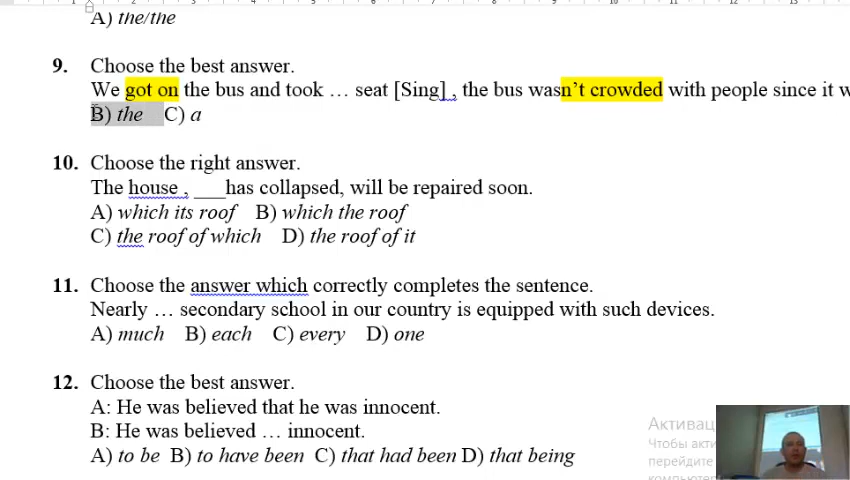 A) the/the
9. Choose the best answer.
We got on the bus and took … seat [Sing] , the bus wasn't crowded with people since it w
B) the C) a
10. Choose the right answer.
The house , ___has collapsed, will be repaired soon.
A) which its roof B) which the roof
C) the roof of which D) the roof of it
11. Choose the answer which correctly completes the sentence.
Nearly … secondary school in our country is equipped with such devices.
A) much B) each C) every D) one
12. Choose the best answer.
A: He was believed that he was innocent.
B: He was believed … innocent.
A) to be B) to have been C) that had been D) that being
Активац
Чтобы акти
перейдите
компьютер